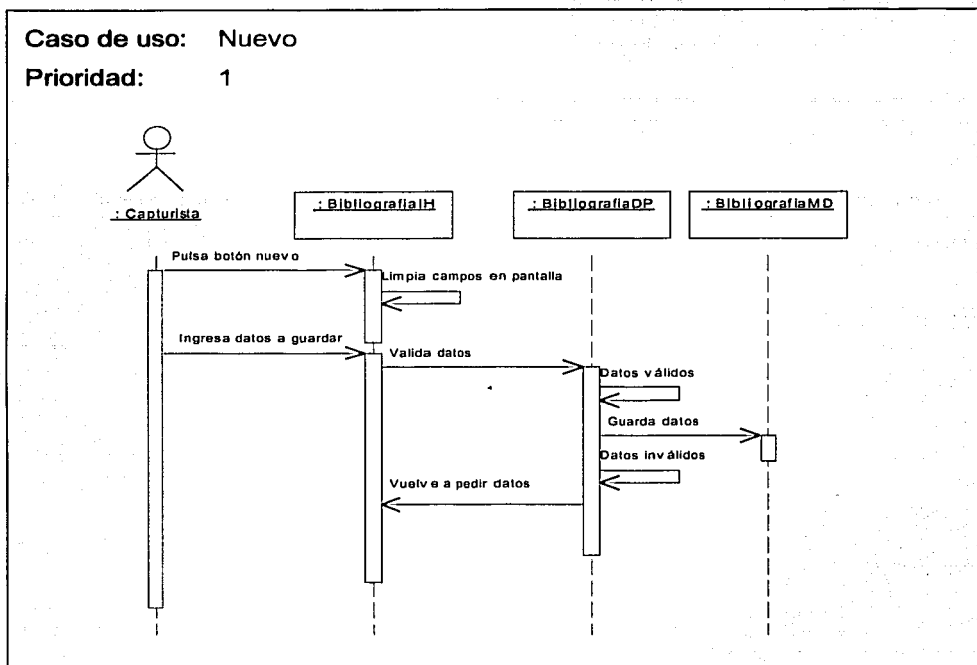 Caso de uso: Nuevo
Prioridad: 1
: Capturista
: BibliografiaIH
: BibliografiaDP
: BibliografiaMD
Pulsa botón nuevo
Limpia campos en pantalla
Ingresa datos a guardar
Valida datos
Datos válidos
Guarda datos
Datos inválidos
Vuelve a pedir datos